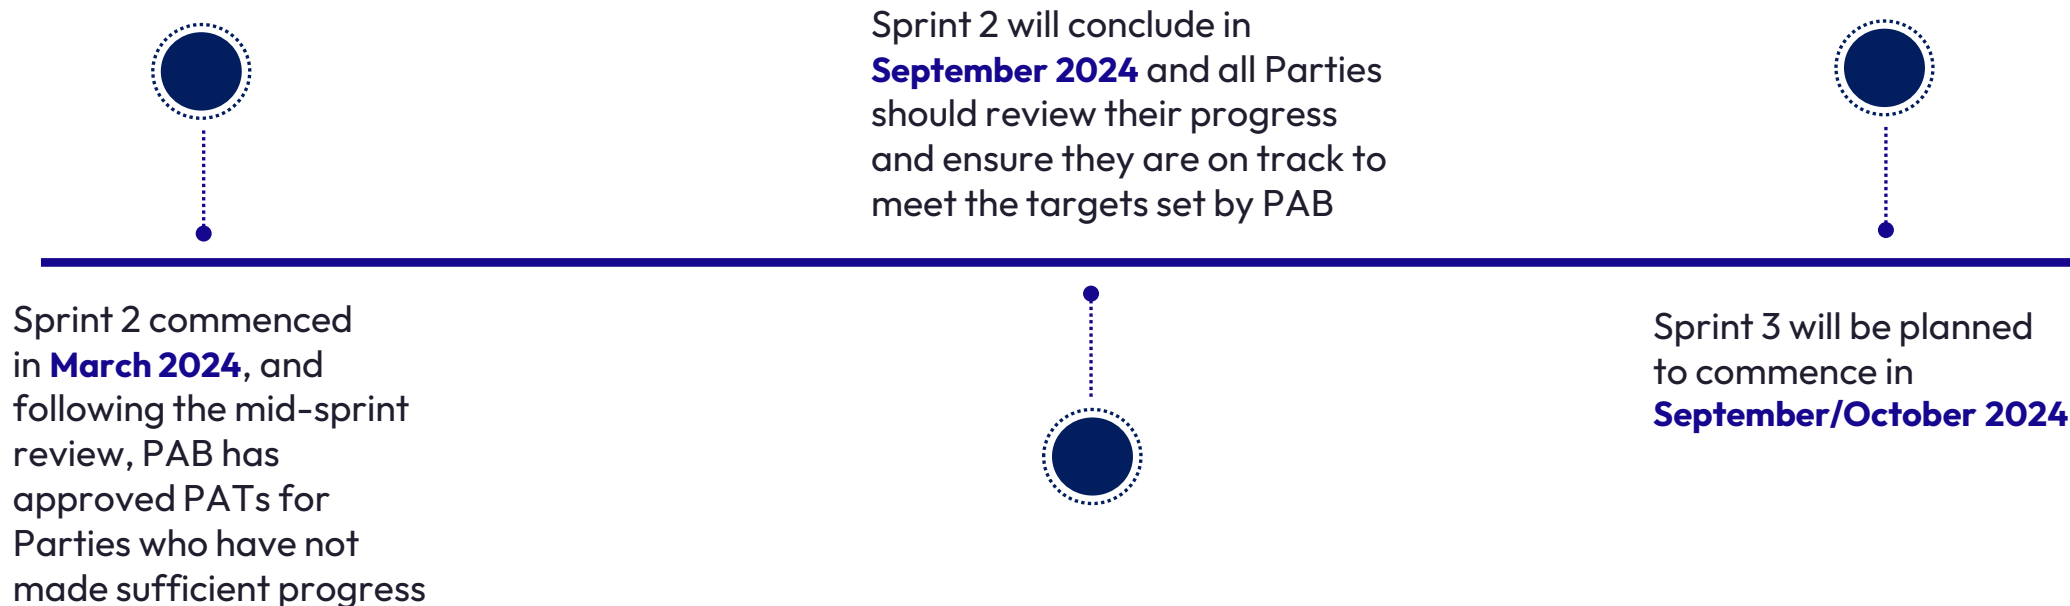 Sprint 2 commenced
in March 2024, and
following the mid-sprint
review, PAB has
approved PATs for
Parties who have not
made sufficient progress
Sprint 2 will conclude in
September 2024 and all Parties
should review their progress
and ensure they are on track to
meet the targets set by PAB
Sprint 3 will be planned
to commence in
September/October 2024